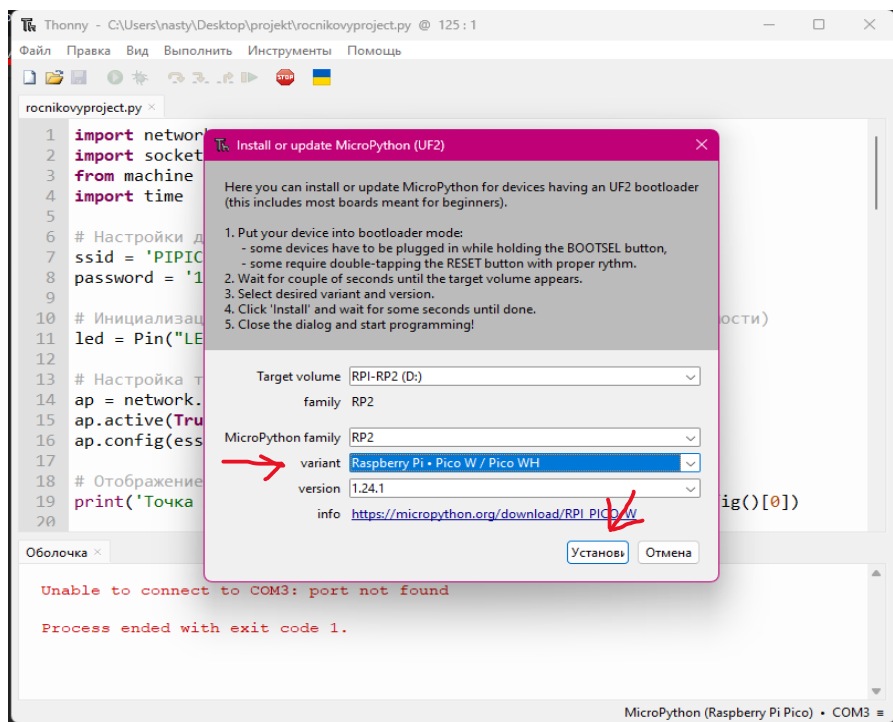 Thonny - C:\Users\nasty\Desktop\projekt\rocnikovyproject.py @ 125 : 1
Файл Правка Вид Выполнить Инструменты Помощь
STOP
rocnikovyproject.py ×
1 import networ
2 import socket
3 from machine
4 import time
5
6 # Настройки д
7 ssid = 'PIPIC
8 password = '1
9
10 # Инициализац ости)
11 led = Pin("LE
12
13 # Настройка т
14 ap = network.
15 ap.active(Tru
16 ap.config(ess
17
18 # Отображение
19 print('Точка ig()[0])
20
Install or update MicroPython (UF2)
Here you can install or update MicroPython for devices having an UF2 bootloader
(this includes most boards meant for beginners).
1. Put your device into bootloader mode:
- some devices have to be plugged in while holding the BOOTSEL button,
- some require double-tapping the RESET button with proper rythm.
2. Wait for couple of seconds until the target volume appears.
3. Select desired variant and version.
4. Click 'Install' and wait for some seconds until done.
5. Close the dialog and start programming!
Target volume RPI-RP2 (D:)
family RP2
MicroPython family RP2
variant Raspberry Pi • Pico W / Pico WH
version 1.24.1
info https://micropython.org/download/RPI_PICO_W
Установи Отмена
Оболочка ×
Unable to connect to COM3: port not found
Process ended with exit code 1.
MicroPython (Raspberry Pi Pico) • COM3 ≡